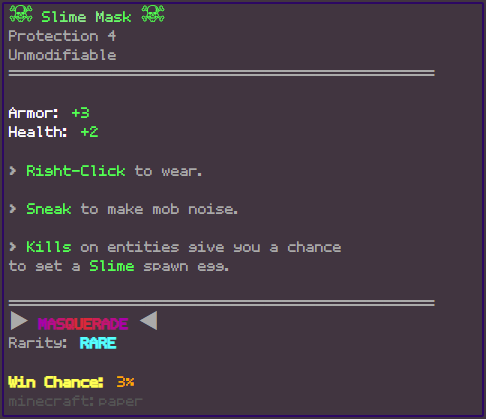 ☠ Slime Mask ☠
Protection 4
Unmodifiable
Armor: +3
Health: +2
> Right-Click to wear.
> Sneak to make mob noise.
> Kills on entities give you a chance
to get a Slime spawn egg.
▶ MASQUERADE ◀
Rarity: RARE
Win Chance: 3%
minecraft:paper